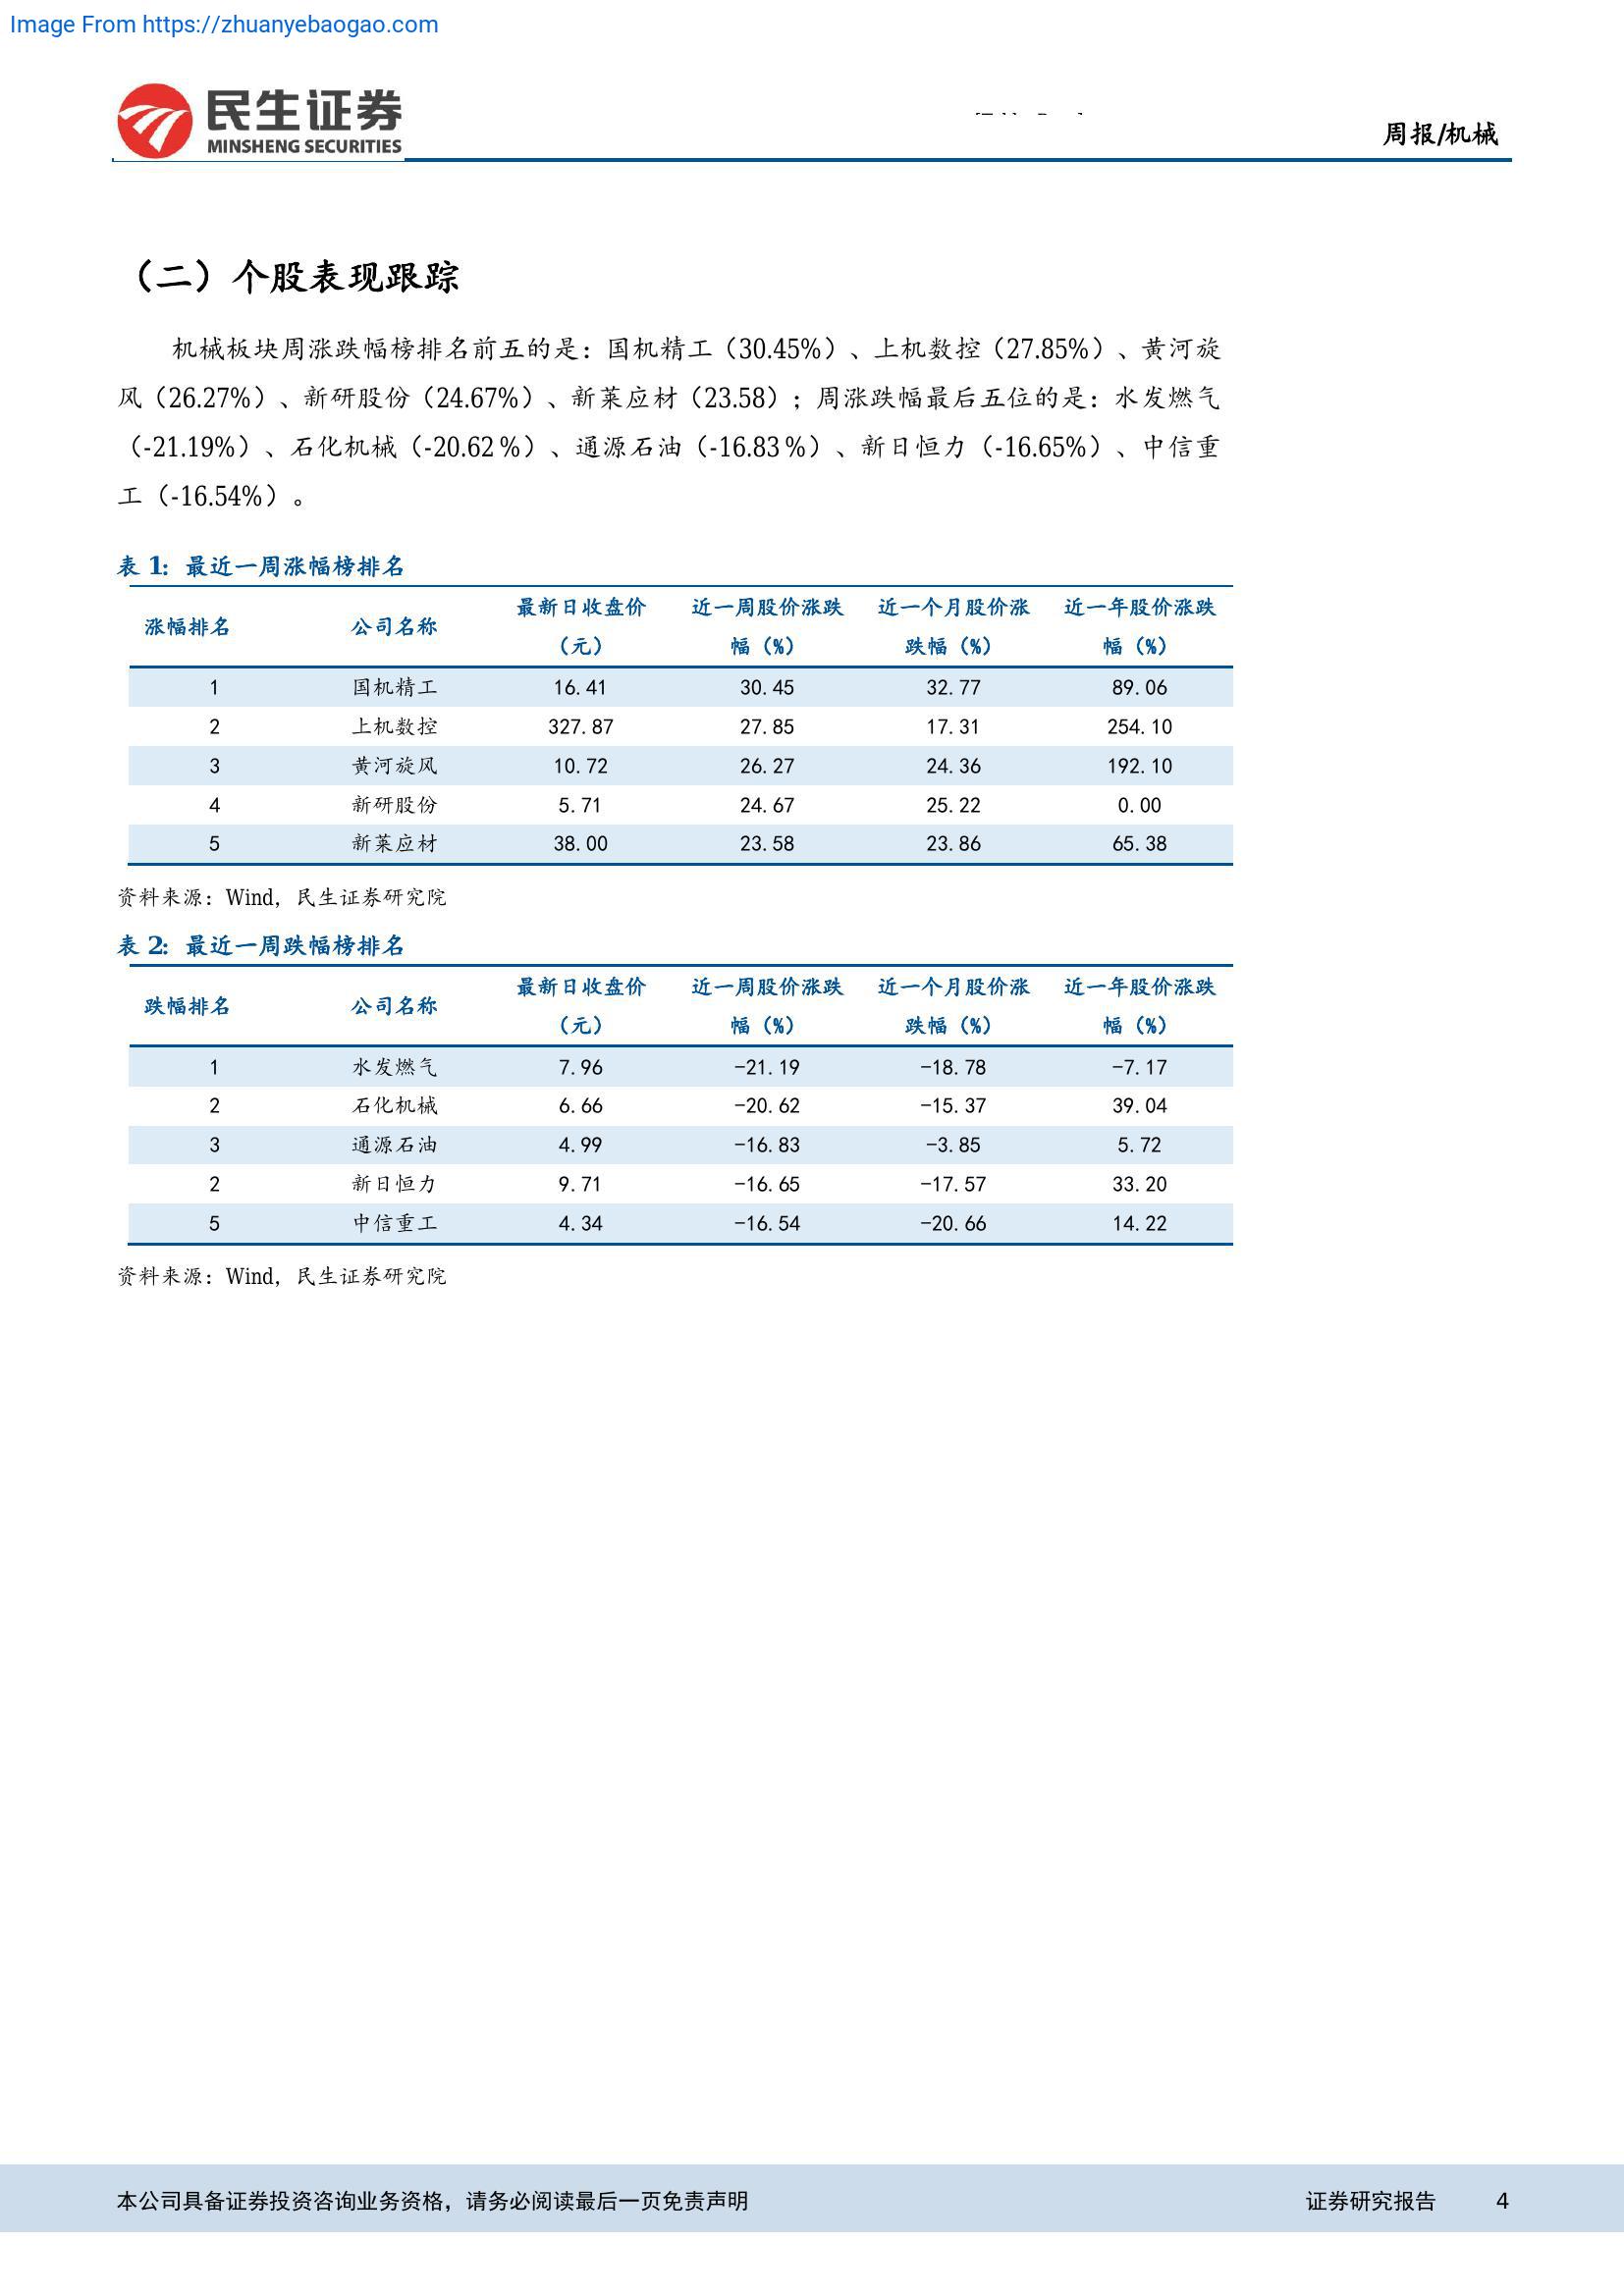 Image From https://zhuanyebaogao.com
民生证券
MINSHENG SECURITIES
周报/机械
（二）个股表现跟踪
机械板块周涨跌幅榜排名前五的是：国机精工（30.45%）、上机数控（27.85%）、黄河旋
风（26.27%）、新研股份（24.67%）、新莱应材（23.58）；周涨跌幅最后五位的是：水发燃气
（-21.19%）、石化机械（-20.62％）、通源石油（-16.83％）、新日恒力（-16.65%）、中信重
工（-16.54%）。
表 1: 最近一周涨幅榜排名
涨幅排名 公司名称 最新日收盘价（元） 近一周股价涨跌幅（%） 近一个月股价涨跌幅（%） 近一年股价涨跌幅（%）
1 国机精工 16.41 30.45 32.77 89.06
2 上机数控 327.87 27.85 17.31 254.10
3 黄河旋风 10.72 26.27 24.36 192.10
4 新研股份 5.71 24.67 25.22 0.00
5 新莱应材 38.00 23.58 23.86 65.38
资料来源：Wind，民生证券研究院
表 2: 最近一周跌幅榜排名
跌幅排名 公司名称 最新日收盘价（元） 近一周股价涨跌幅（%） 近一个月股价涨跌幅（%） 近一年股价涨跌幅（%）
1 水发燃气 7.96 -21.19 -18.78 -7.17
2 石化机械 6.66 -20.62 -15.37 39.04
3 通源石油 4.99 -16.83 -3.85 5.72
2 新日恒力 9.71 -16.65 -17.57 33.20
5 中信重工 4.34 -16.54 -20.66 14.22
资料来源：Wind，民生证券研究院
本公司具备证券投资咨询业务资格，请务必阅读最后一页免责声明 证券研究报告 4